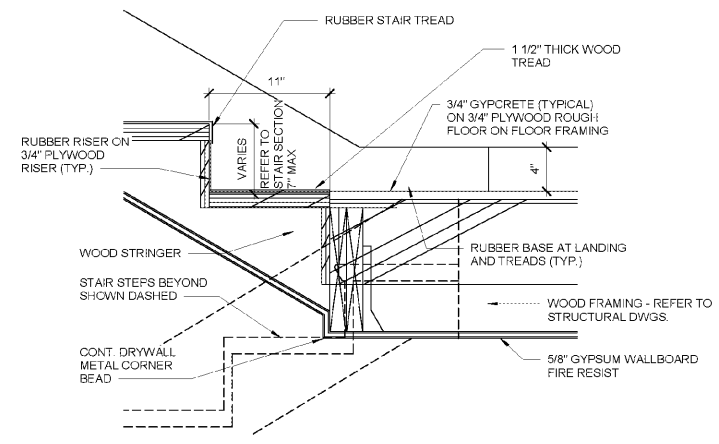 RUBBER STAIR TREAD
1 1/2" THICK WOOD
TREAD
11"
3/4" GYPCRETE (TYPICAL)
ON 3/4" PLYWOOD ROUGH
FLOOR ON FLOOR FRAMING
RUBBER RISER ON
3/4" PLYWOOD
RISER (TYP.)
VARIES
REFER TO
STAIR SECTION
7" MAX
4"
WOOD STRINGER
RUBBER BASE AT LANDING
AND TREADS (TYP.)
STAIR STEPS BEYOND
SHOWN DASHED
WOOD FRAMING - REFER TO
STRUCTURAL DWGS.
CONT. DRYWALL
METAL CORNER
BEAD
5/8" GYPSUM WALLBOARD
FIRE RESIST